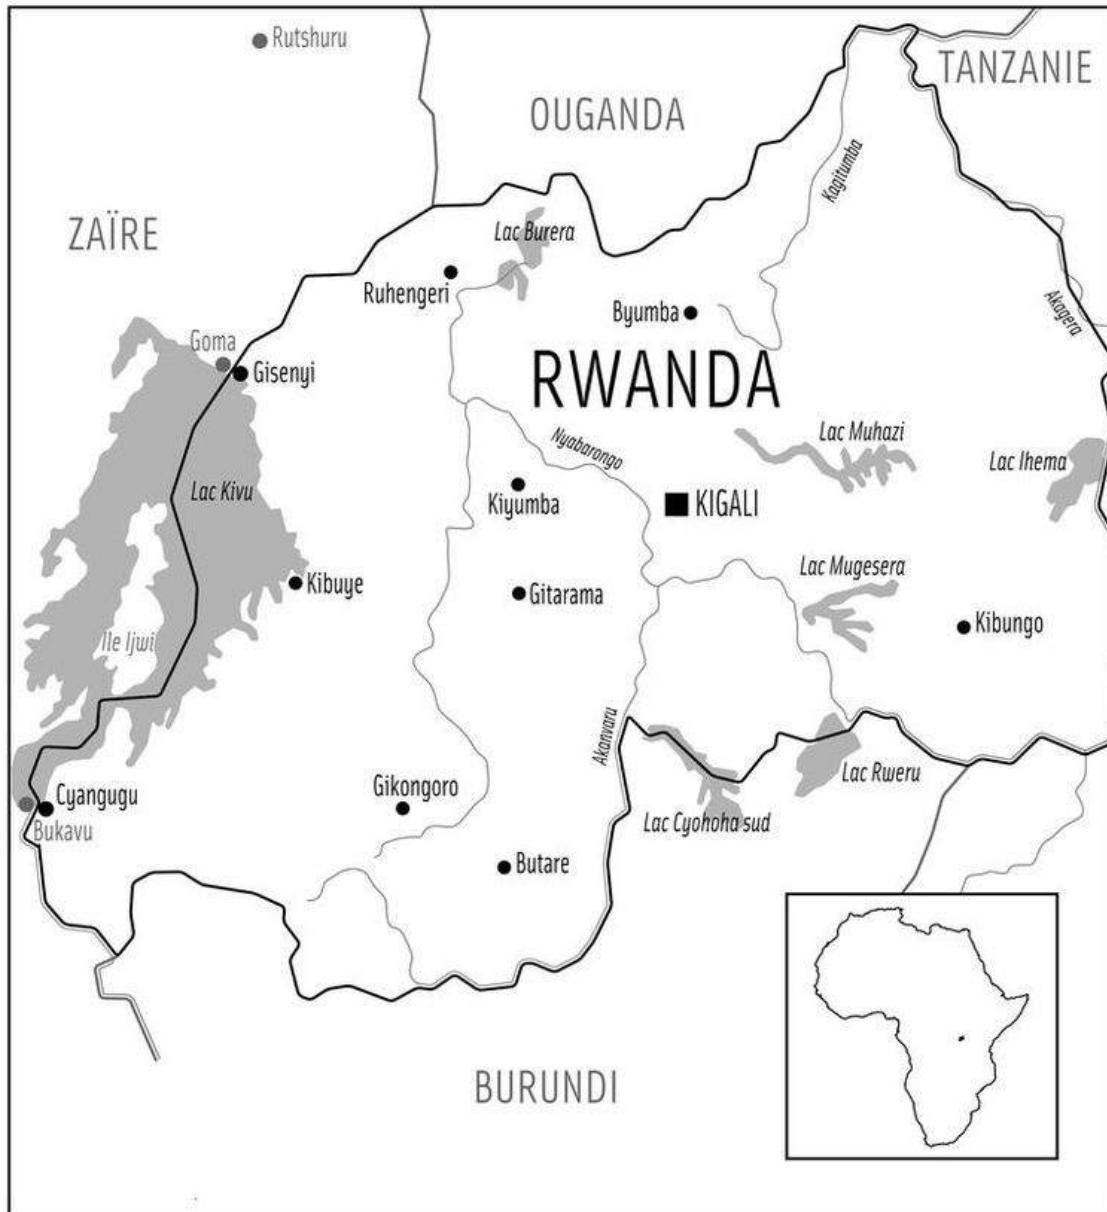 Rutshuru
TANZANIE
OUGANDA
Kagitumba
ZAÏRE
Lac Burera
Ruhengeri
Byumba
Akagera
Goma
Gisenyi
RWANDA
Lac Muhazi
Nyabarongo
Lac Ihema
Lac Kivu
Kiyumba
KIGALI
Kibuye
Gitarama
Lac Mugesera
Kibungo
Ile Ijwi
Akanyaru
Lac Rweru
Cyangugu
Gikongoro
Bukavu
Lac Cyohoha sud
Butare
BURUNDI